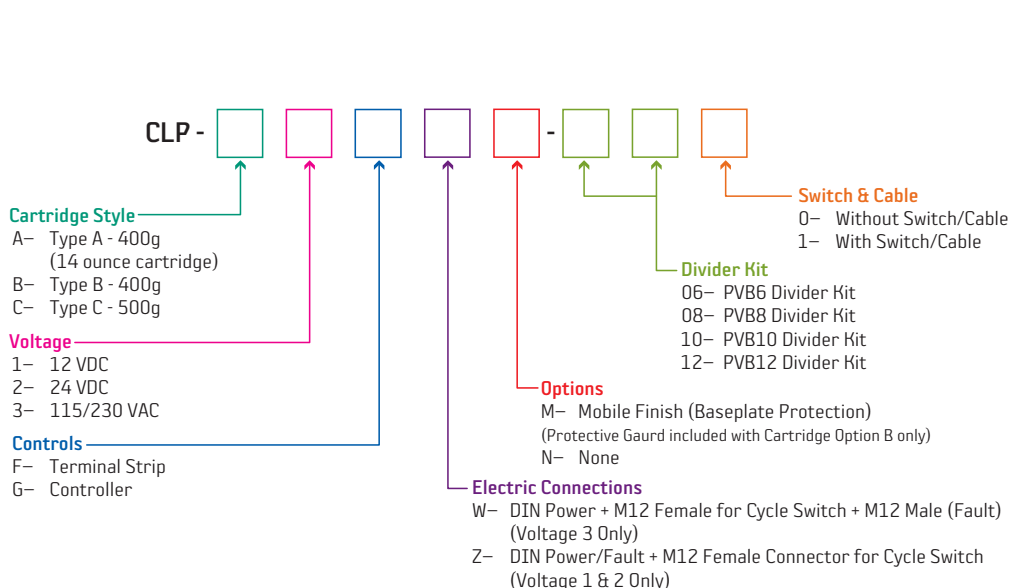 CLP - -
Cartridge Style
A– Type A - 400g
(14 ounce cartridge)
B– Type B - 400g
C– Type C - 500g
Voltage
1– 12 VDC
2– 24 VDC
3– 115/230 VAC
Controls
F– Terminal Strip
G– Controller
Switch & Cable
0– Without Switch/Cable
1– With Switch/Cable
Divider Kit
06– PVB6 Divider Kit
08– PVB8 Divider Kit
10– PVB10 Divider Kit
12– PVB12 Divider Kit
Options
M– Mobile Finish (Baseplate Protection)
(Protective Gaurd included with Cartridge Option B only)
N– None
Electric Connections
W– DIN Power + M12 Female for Cycle Switch + M12 Male (Fault)
(Voltage 3 Only)
Z– DIN Power/Fault + M12 Female Connector for Cycle Switch
(Voltage 1 & 2 Only)